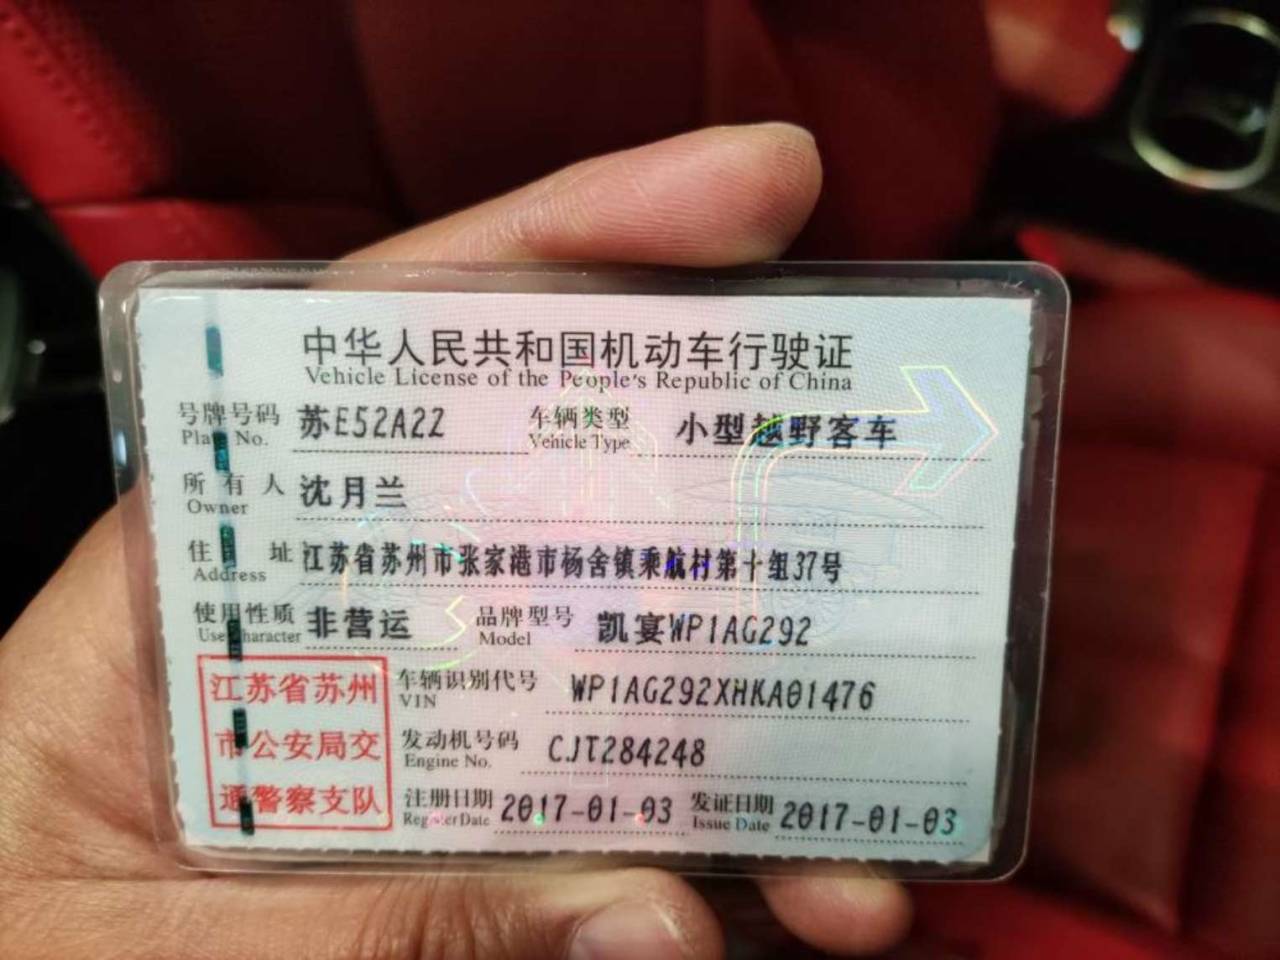 中华人民共和国机动车行驶证
Vehicle License of the People's Republic of China
号牌号码 苏E52A22 车辆类型 小型越野客车
Plate No. Vehicle Type
所有人 沈月兰
Owner
住址 江苏省苏州市张家港市杨舍镇乘航村第十组37号
Address
使用性质 非营运 品牌型号 凯宴WP1AG292
Use Character Model
江苏省苏州
市公安局交
通警察支队
车辆识别代号 WP1AG292XHKA01476
VIN
发动机号码 CJT284248
Engine No.
注册日期 2017-01-03 发证日期 2017-01-03
Register Date Issue Date